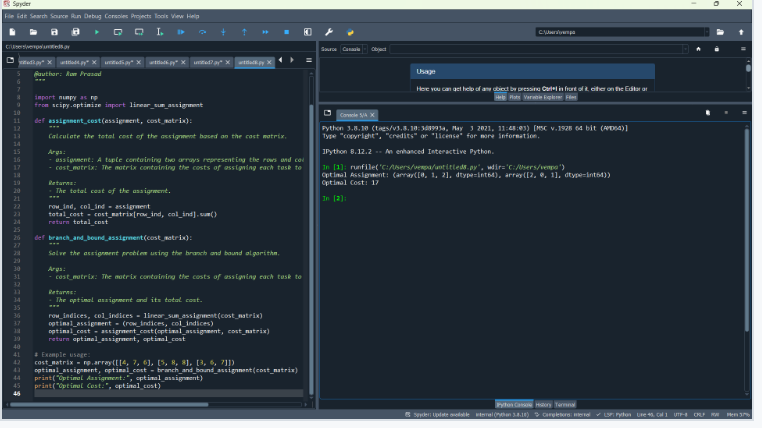 Spyder
File Edit Search Source Run Debug Consoles Projects Tools View Help
C:\Users\vempa
C:\Users\vempa\untitled8.py
untitled3.py* untitled4.py* untitled5.py* untitled6.py* untitled7.py* untitled8.py
5 @author: Ram Prasad
6 """
7
8 import numpy as np
9 from scipy.optimize import linear_sum_assignment
10
11 def assignment_cost(assignment, cost_matrix):
12 """
13 Calculate the total cost of the assignment based on the cost matrix.
14
15 Args:
16 - assignment: A tuple containing two arrays representing the rows and co
17 - cost_matrix: The matrix containing the costs of assigning each task to
18
19 Returns:
20 - The total cost of the assignment.
21 """
22 row_ind, col_ind = assignment
23 total_cost = cost_matrix[row_ind, col_ind].sum()
24 return total_cost
25
26 def branch_and_bound_assignment(cost_matrix):
27 """
28 Solve the assignment problem using the branch and bound algorithm.
29
30 Args:
31 - cost_matrix: The matrix containing the costs of assigning each task to
32
33 Returns:
34 - The optimal assignment and its total cost.
35 """
36 row_indices, col_indices = linear_sum_assignment(cost_matrix)
37 optimal_assignment = (row_indices, col_indices)
38 optimal_cost = assignment_cost(optimal_assignment, cost_matrix)
39 return optimal_assignment, optimal_cost
40
41 # Example usage:
42 cost_matrix = np.array([[4, 7, 6], [5, 8, 8], [3, 6, 7]])
43 optimal_assignment, optimal_cost = branch_and_bound_assignment(cost_matrix)
44 print("Optimal Assignment:", optimal_assignment)
45 print("Optimal Cost:", optimal_cost)
46
Source Console Object
Usage
Here you can get help of any object by pressing Ctrl+I in front of it, either on the Editor or
Help Plots Variable Explorer Files
Console 5/A
Python 3.8.10 (tags/v3.8.10:3d8993a, May 3 2021, 11:48:03) [MSC v.1928 64 bit (AMD64)]
Type "copyright", "credits" or "license" for more information.
IPython 8.12.2 -- An enhanced Interactive Python.
In [1]: runfile('C:/Users/vempa/untitled8.py', wdir='C:/Users/vempa')
Optimal Assignment: (array([0, 1, 2], dtype=int64), array([2, 0, 1], dtype=int64))
Optimal Cost: 17
In [2]:
IPython Console History Terminal
Spyder: Update available Internal (Python 3.8.10) Completions: internal LSP: Python Line 46, Col 1 UTF-8 CRLF RW Mem 57%